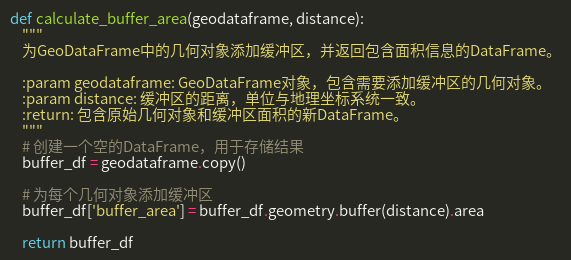 def calculate_buffer_area(geodataframe, distance):
"""
为GeoDataFrame中的几何对象添加缓冲区，并返回包含面积信息的DataFrame。
:param geodataframe: GeoDataFrame对象，包含需要添加缓冲区的几何对象。
:param distance: 缓冲区的距离，单位与地理坐标系统一致。
:return: 包含原始几何对象和缓冲区面积的新DataFrame。
"""
# 创建一个空的DataFrame，用于存储结果
buffer_df = geodataframe.copy()
# 为每个几何对象添加缓冲区
buffer_df['buffer_area'] = buffer_df.geometry.buffer(distance).area
return buffer_df